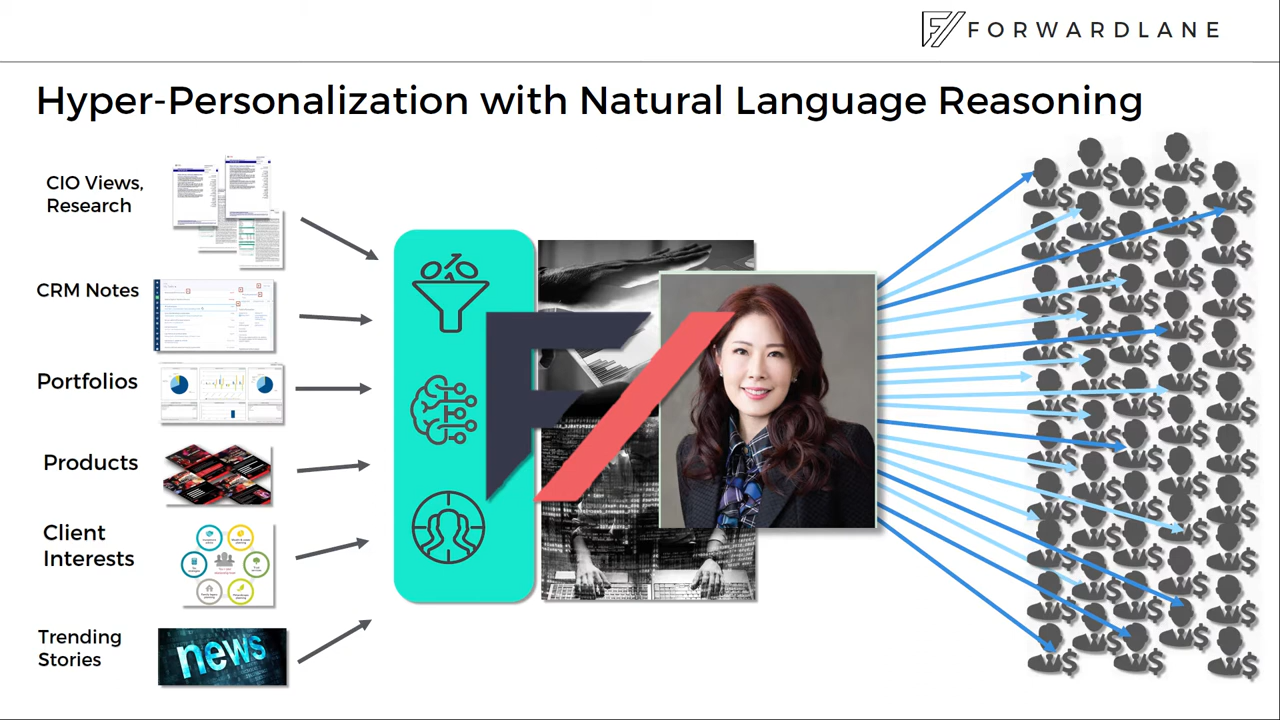 FORWARDLANE
Hyper-Personalization with Natural Language Reasoning
CIO Views,
Research
CRM Notes
Portfolios
Products
Client
Interests
Trending
Stories
news